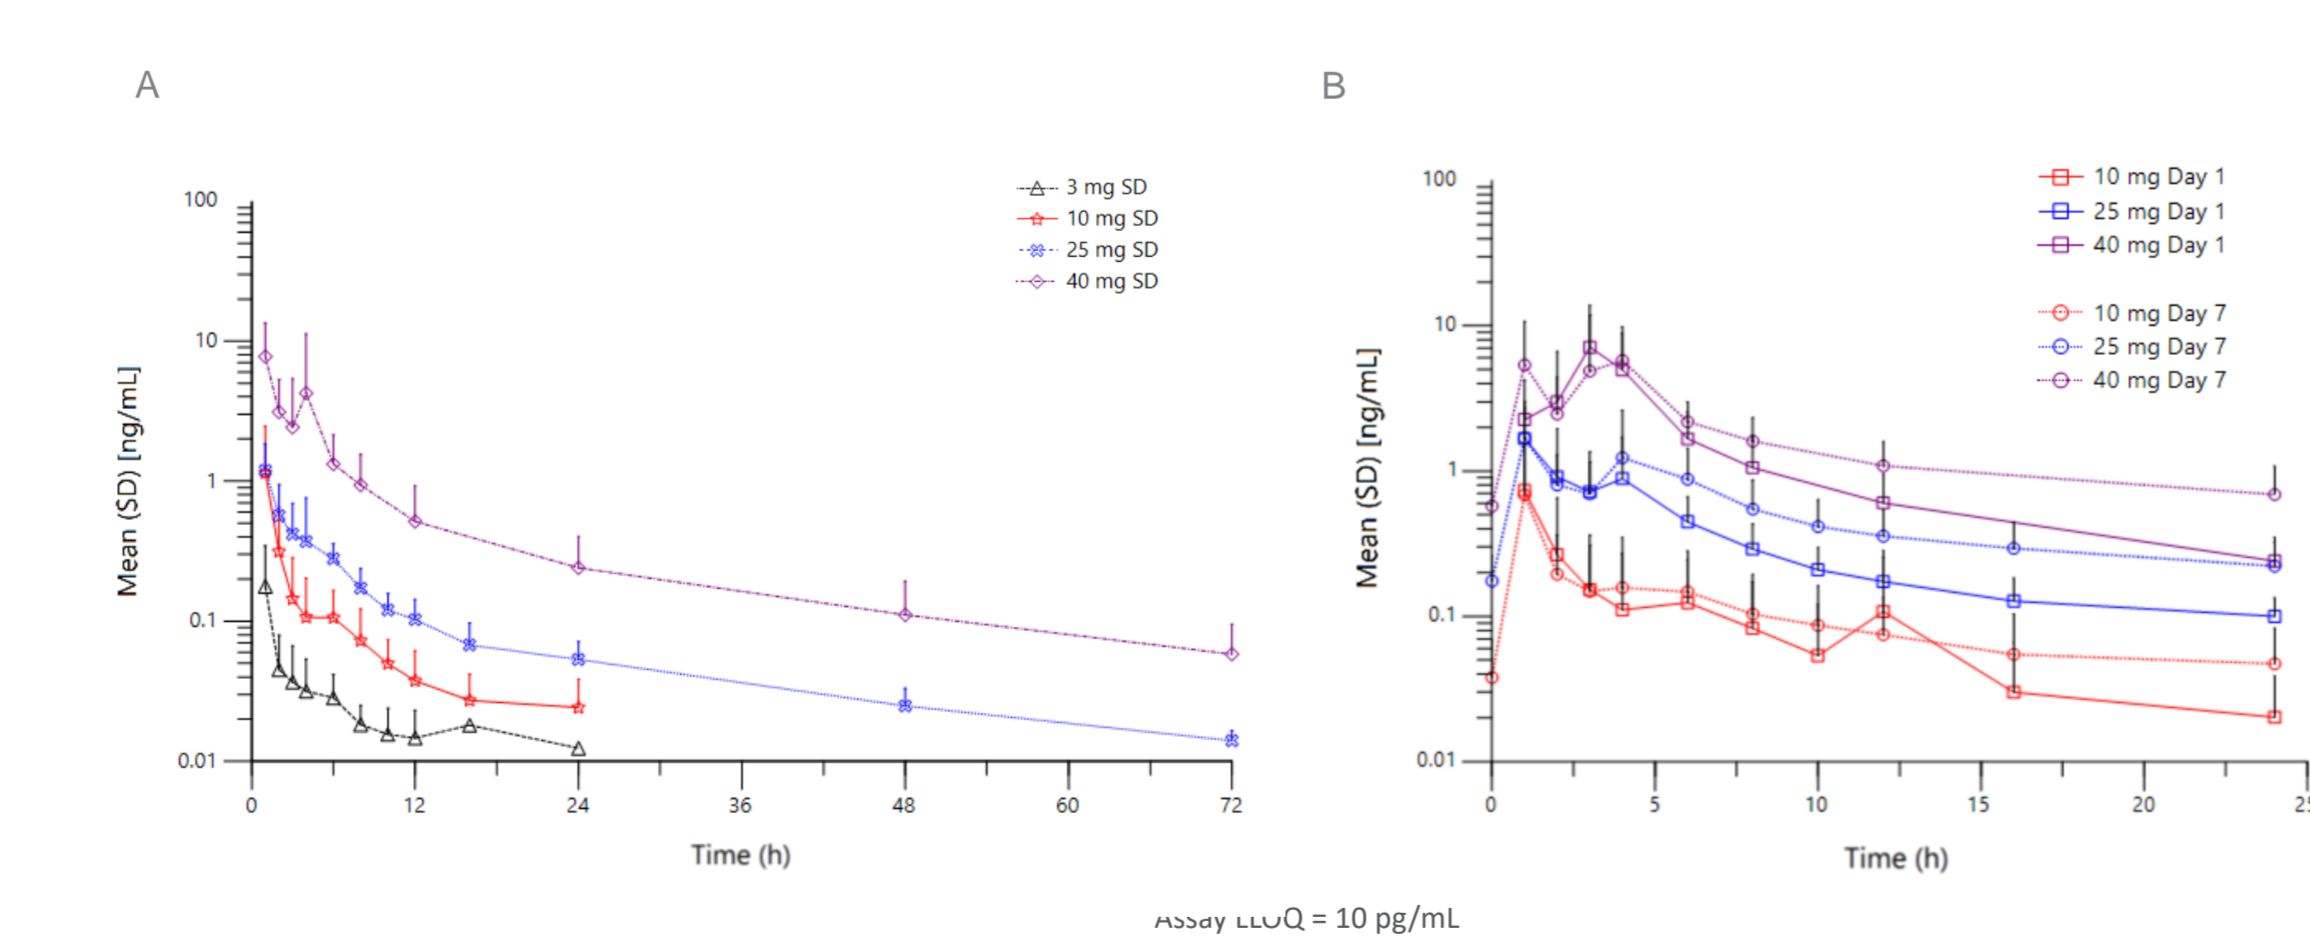 A
B
3 mg SD
10 mg SD
25 mg SD
40 mg SD
100
10
1
0.1
0.01
0 12 24 36 48 60 72
Mean (SD) [ng/mL]
Time (h)
10 mg Day 1
25 mg Day 1
40 mg Day 1
10 mg Day 7
25 mg Day 7
40 mg Day 7
100
10
1
0.1
0.01
0 5 10 15 20 25
Mean (SD) [ng/mL]
Time (h)
Assay LLOQ = 10 pg/mL